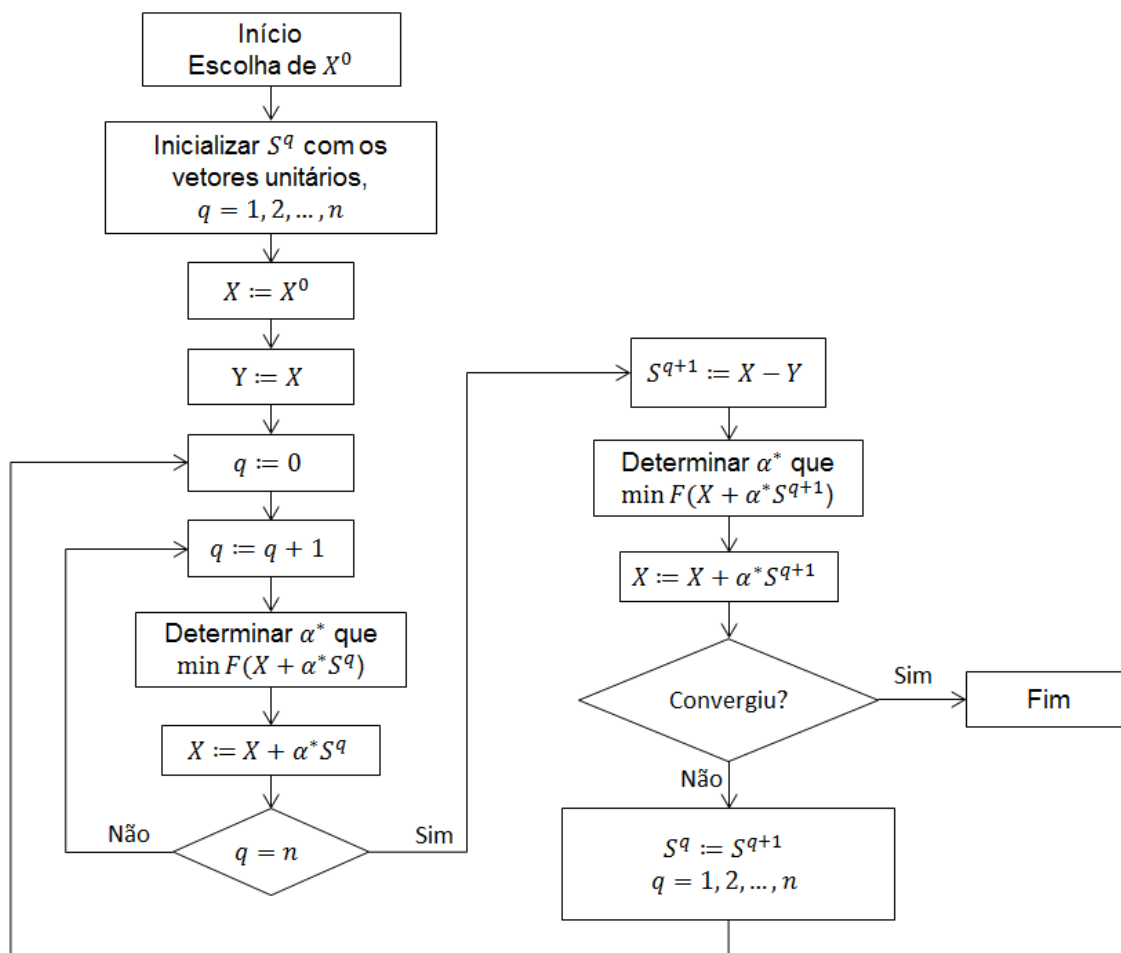 Início
Escolha de X⁰
Inicializar S^q com os
vetores unitários,
q = 1, 2, … , n
X ≔ X⁰
Y ≔ X
q ≔ 0
q ≔ q + 1
Determinar α* que
min F(X + α*S^q)
X ≔ X + α*S^q
q = n
Não
Sim
S^{q+1} ≔ X − Y
Determinar α* que
min F(X + α*S^{q+1})
X ≔ X + α*S^{q+1}
Convergiu?
Sim
Fim
Não
S^q ≔ S^{q+1}
q = 1, 2, … , n